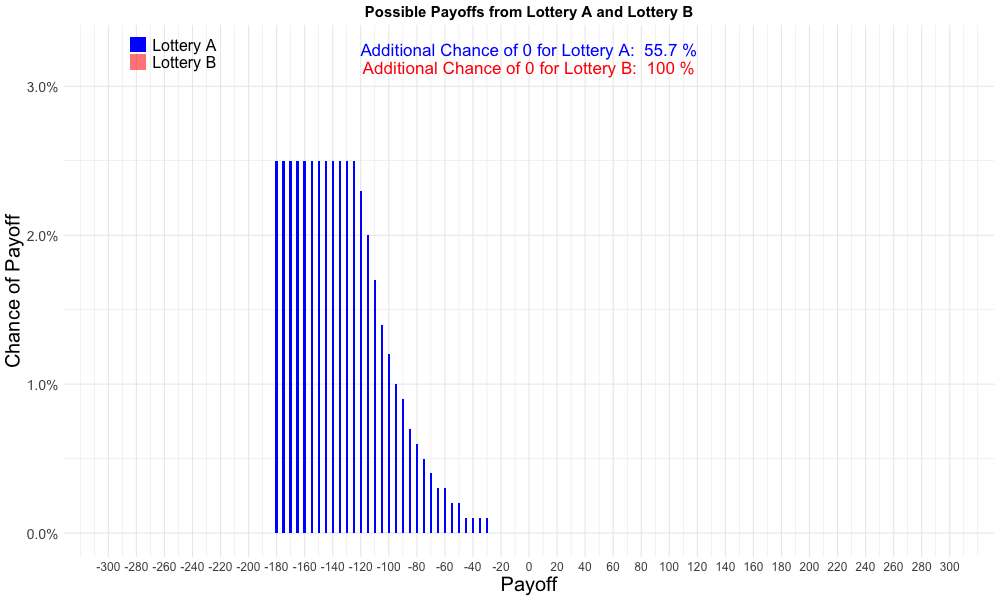 Possible Payoffs from Lottery A and Lottery B
Lottery A
Lottery B
Additional Chance of 0 for Lottery A:  55.7 %
Additional Chance of 0 for Lottery B:  100 %
Chance of Payoff
3.0%
2.0%
1.0%
0.0%
-300 -280 -260 -240 -220 -200 -180 -160 -140 -120 -100 -80 -60 -40 -20 0 20 40 60 80 100 120 140 160 180 200 220 240 260 280 300
Payoff